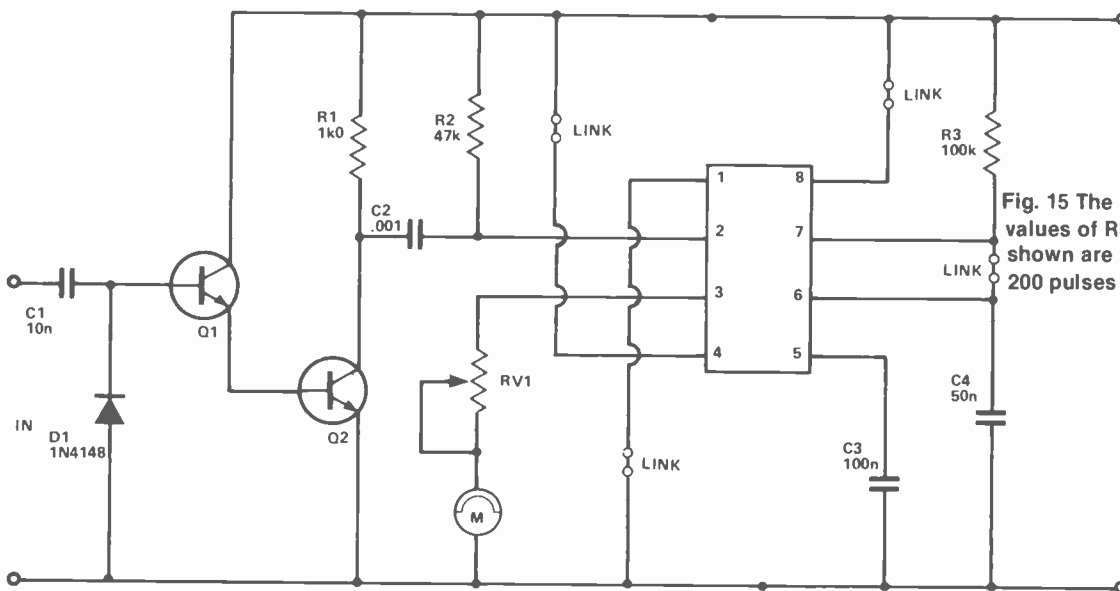 R1
1k0
R2
47k
LINK
LINK
R3
100k
C2
.001
1
8
2
7
3
6
4
5
Fig. 15 The
values of R
shown are
200 pulses
LINK
C1
10n
Q1
RV1
IN
D1
1N4148
Q2
LINK
C3
100n
C4
50n
M